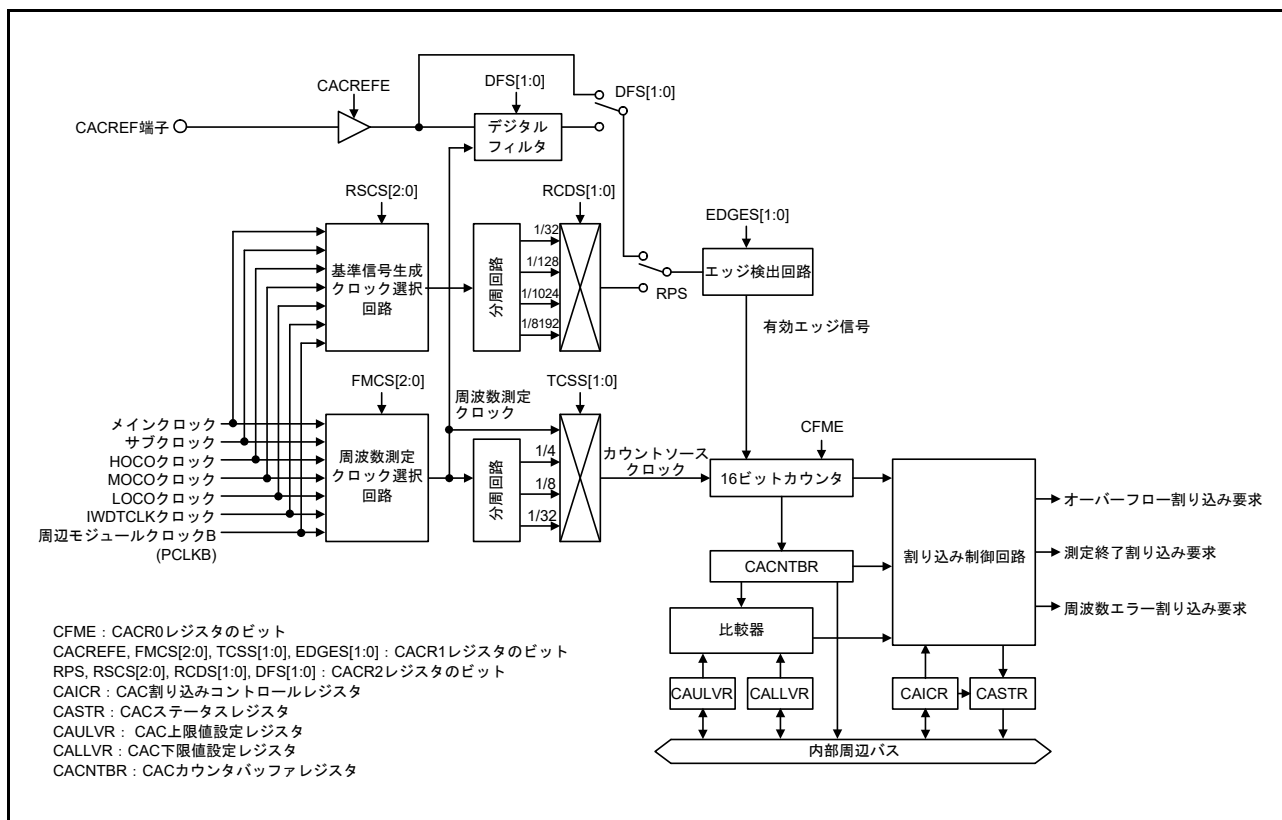 CACREFE
DFS[1:0]
DFS[1:0]
CACREF端子
デジタル
フィルタ
RSCS[2:0]
RCDS[1:0]
EDGES[1:0]
基準信号生成
クロック選択
回路
分周回路
1/32
1/128
1/1024
1/8192
RPS
エッジ検出回路
有効エッジ信号
FMCS[2:0]
周波数測定
クロック
TCSS[1:0]
CFME
メインクロック
サブクロック
HOCOクロック
MOCOクロック
LOCOクロック
IWDTCLKクロック
周辺モジュールクロックB
(PCLKB)
周波数測定
クロック選択
回路
分周回路
1/4
1/8
1/32
カウントソース
クロック
16ビットカウンタ
CACNTBR
比較器
割り込み制御回路
オーバーフロー割り込み要求
測定終了割り込み要求
周波数エラー割り込み要求
CAULVR
CALLVR
CAICR
CASTR
内部周辺バス
CFME：CACR0レジスタのビット
CACREFE, FMCS[2:0], TCSS[1:0], EDGES[1:0]：CACR1レジスタのビット
RPS, RSCS[2:0], RCDS[1:0], DFS[1:0]：CACR2レジスタのビット
CAICR：CAC割り込みコントロールレジスタ
CASTR：CACステータスレジスタ
CAULVR： CAC上限値設定レジスタ
CALLVR：CAC下限値設定レジスタ
CACNTBR：CACカウンタバッファレジスタ